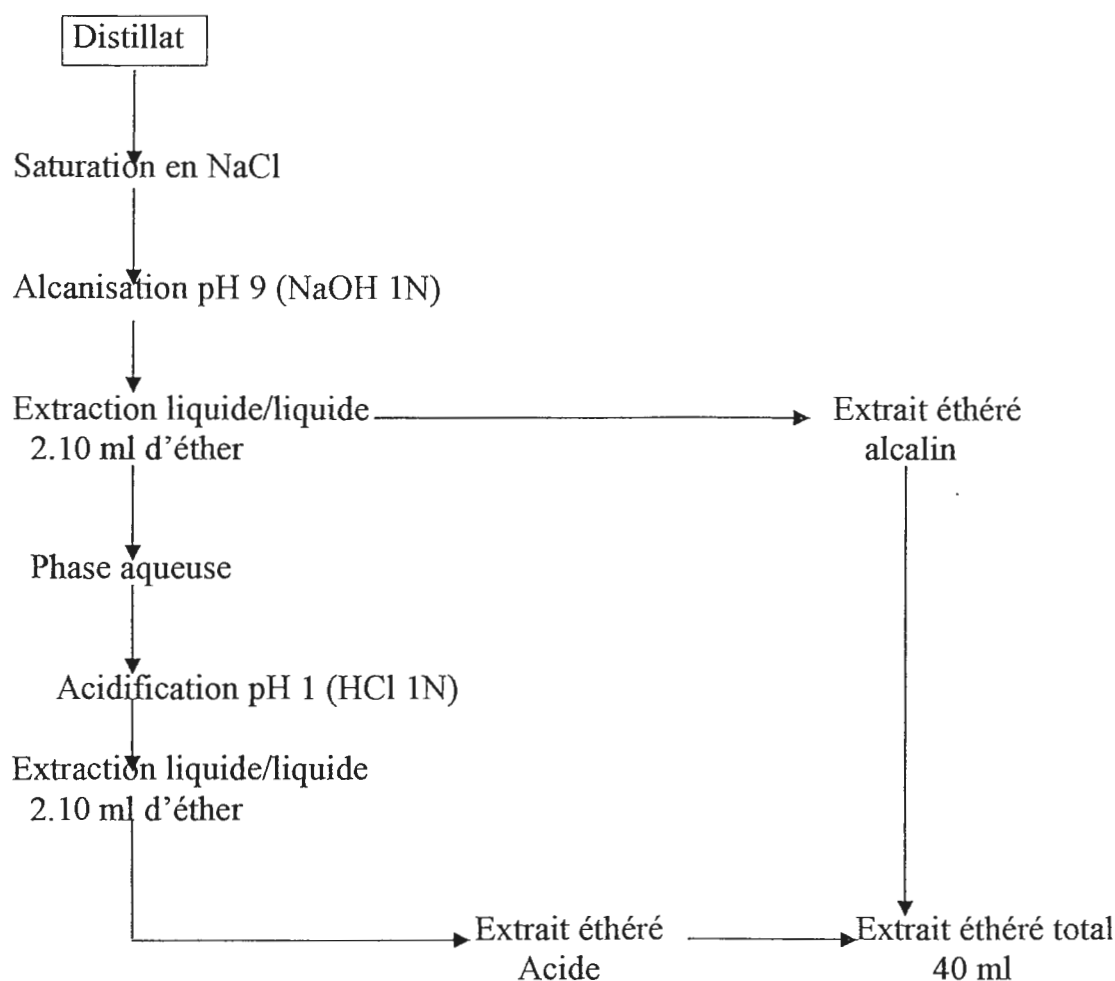 Distillat
Saturation en NaCl
Alcanisation pH 9 (NaOH 1N)
Extraction liquide/liquide
2.10 ml d’éther
Extrait éthéré
alcalin
Phase aqueuse
Acidification pH 1 (HCl 1N)
Extraction liquide/liquide
2.10 ml d’éther
Extrait éthéré
Acide
Extrait éthéré total
40 ml